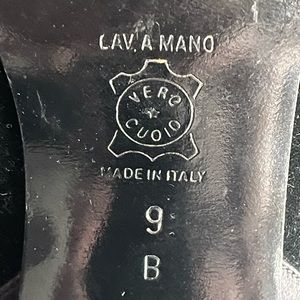 LAV. A MANO
VERO
CUOIO
MADE IN ITALY
9
B